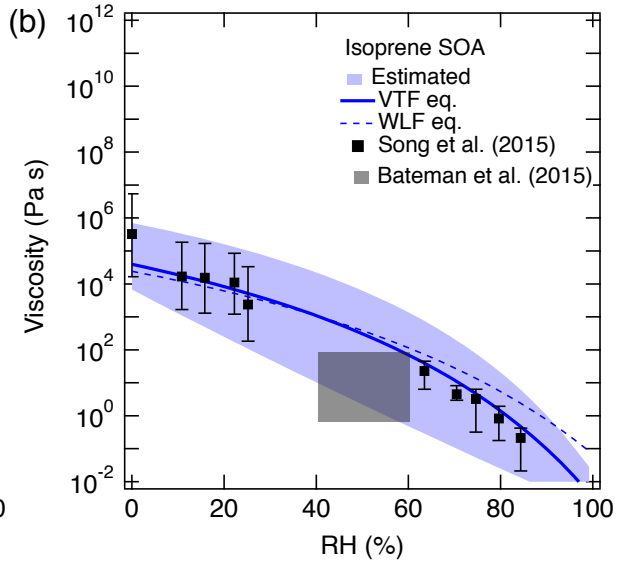 (b)
Isoprene SOA
Estimated
VTF eq.
WLF eq.
Song et al. (2015)
Bateman et al. (2015)
Viscosity (Pa s)
10^12
10^10
10^8
10^6
10^4
10^2
10^0
10^-2
0
0 20 40 60 80 100
RH (%)